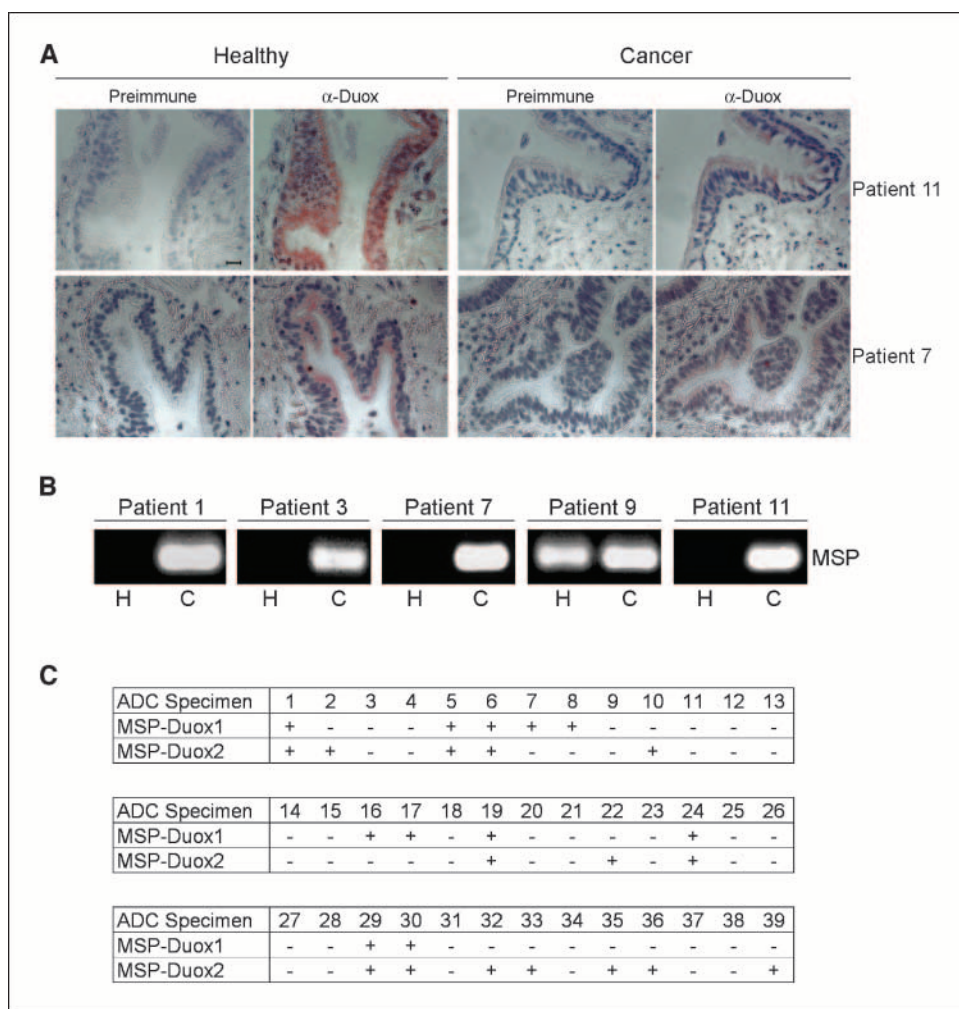 A
Healthy Cancer
Preimmune α-Duox Preimmune α-Duox
Patient 11
Patient 7
B
Patient 1 Patient 3 Patient 7 Patient 9 Patient 11
MSP
H C H C H C H C H C
C
ADC Specimen 1 2 3 4 5 6 7 8 9 10 11 12 13
MSP-Duox1 + - - - + + + + - - - - -
MSP-Duox2 + + - - + + - - - + - - -
ADC Specimen 14 15 16 17 18 19 20 21 22 23 24 25 26
MSP-Duox1 - - + + - + - - - - + - -
MSP-Duox2 - - - - - + - - + - + - -
ADC Specimen 27 28 29 30 31 32 33 34 35 36 37 38 39
MSP-Duox1 - - + + - - - - - - - - -
MSP-Duox2 - - + + - + + - + + - - +